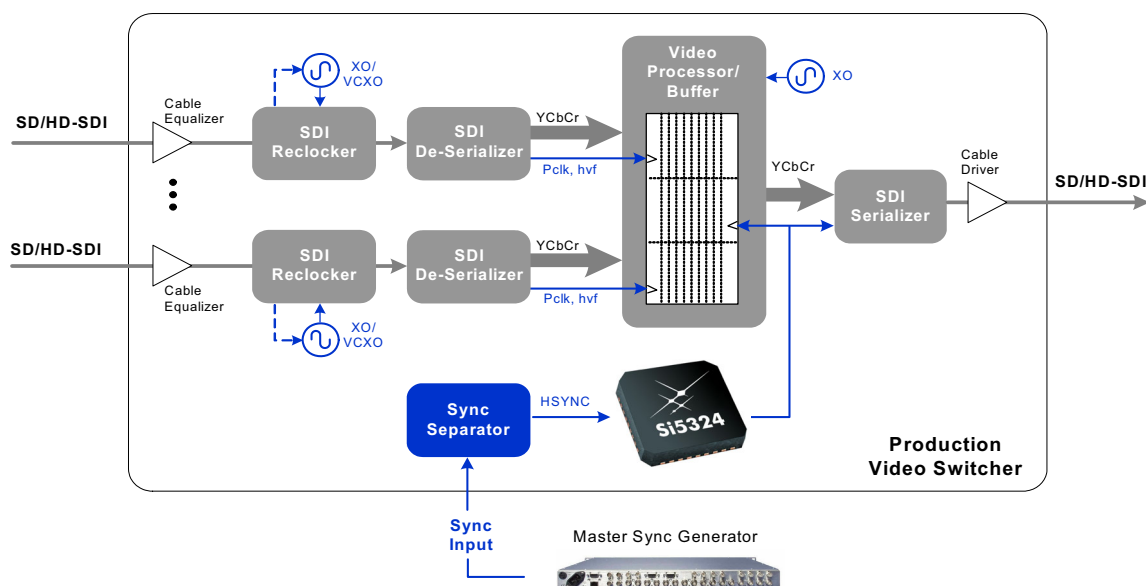 XO/
VCXO
Video
Processor/
Buffer
XO
Cable
Equalizer
SD/HD-SDI
SDI
Reclocker
SDI
De-Serializer
YCbCr
Pclk, hvf
YCbCr
Cable
Driver
SD/HD-SDI
SDI
Serializer
SD/HD-SDI
Cable
Equalizer
SDI
Reclocker
SDI
De-Serializer
YCbCr
Pclk, hvf
XO/
VCXO
Sync
Separator
HSYNC
Si5324
Production
Video Switcher
Sync
Input
Master Sync Generator